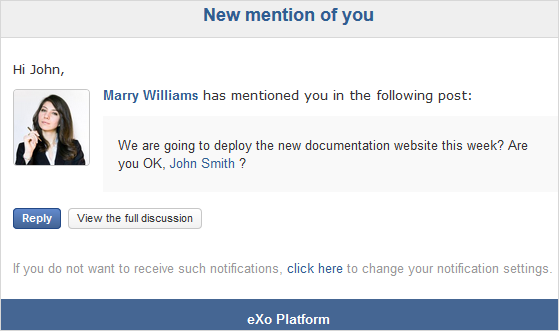 New mention of you
Hi John,
Marry Williams has mentioned you in the following post:
We are going to deploy the new documentation website this week? Are
you OK, John Smith ?
Reply View the full discussion
If you do not want to receive such notifications, click here to change your notification settings.
eXo Platform